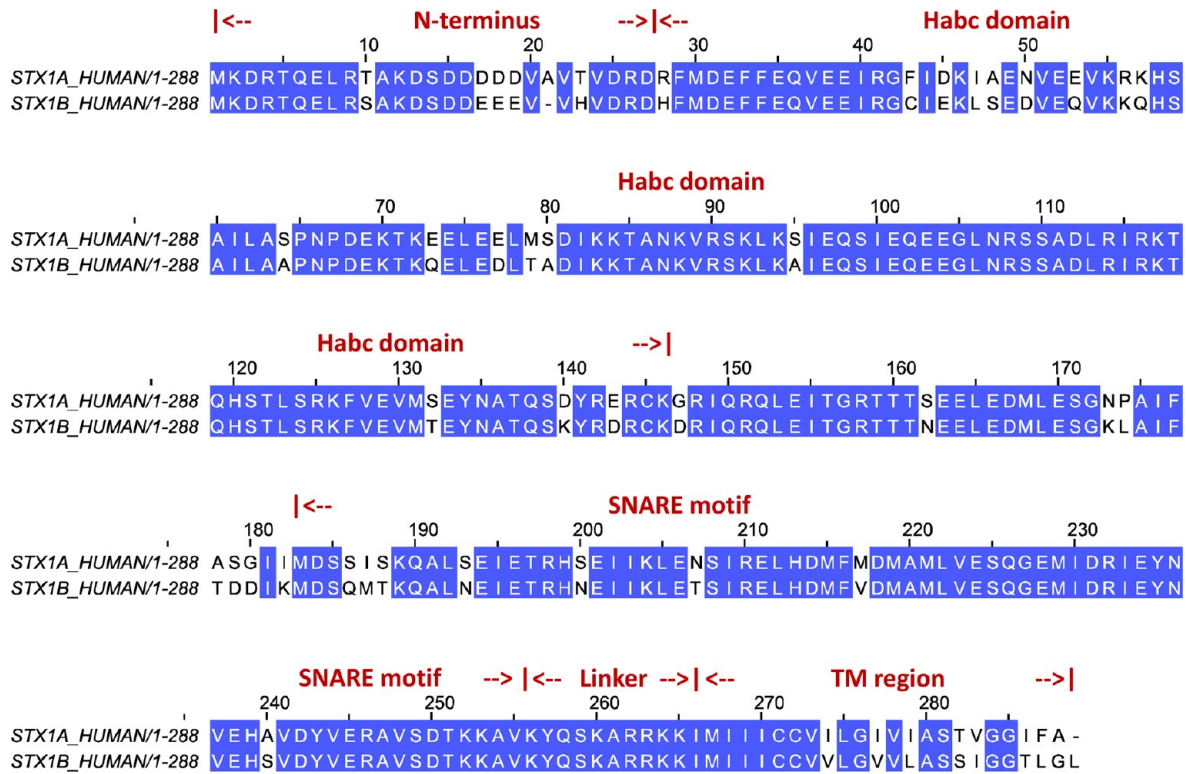 |<-- N-terminus -->|<-- Habc domain
10 20 30 40 50
STX1A_HUMAN/1-288 MKDRTQELRTAKDSDDDDDVAVTVDRDRFMDEFFEQVEEIRGFIDKIAENVEEVKRKHS
STX1B_HUMAN/1-288 MKDRTQELRSAKDSDDEEEV-VHVDRDHFMDEFFEQVEEIRGCIEKLSEDVEQVKKQHS
Habc domain
70 80 90 100 110
STX1A_HUMAN/1-288 AILASPNPDEKTKEELEELMSDIKKTANKVRSKLKSIEQSIEQEEGLNRSSADLRIRKT
STX1B_HUMAN/1-288 AILAAPNPDEKTKQELEDLTADIKKTANKVRSKLKAIEQSIEQEEGLNRSSADLRIRKT
Habc domain -->|
120 130 140 150 160 170
STX1A_HUMAN/1-288 QHSTLSRKFVEVMSEYNATQSDYRERCKGRIQRQLEITGRTTTSEELEDMLESGNPAIF
STX1B_HUMAN/1-288 QHSTLSRKFVEVMTEYNATQSKYRDRCKDRIQRQLEITGRTTTNEELEDMLESGKLAIF
|<-- SNARE motif
180 190 200 210 220 230
STX1A_HUMAN/1-288 ASGIIMDSSISKQALSEIETRHSEIIKLENSIRELHDMFMDMAMLVESQGEMIDRIEYN
STX1B_HUMAN/1-288 TDDIKMDSQMTKQALNEIETRHNEIIKLETSIRELHDMFVDMAMLVESQGEMIDRIEYN
SNARE motif -->|<-- Linker -->|<-- TM region -->|
240 250 260 270 280
STX1A_HUMAN/1-288 VEHAVDYVERAVSDTKKAVKYQSKARRKKIMIIICCVILGIVIASTVGGIFA-
STX1B_HUMAN/1-288 VEHSVDYVERAVSDTKKAVKYQSKARRKKIMIIICCVVLGVVLASSIGGTLGL